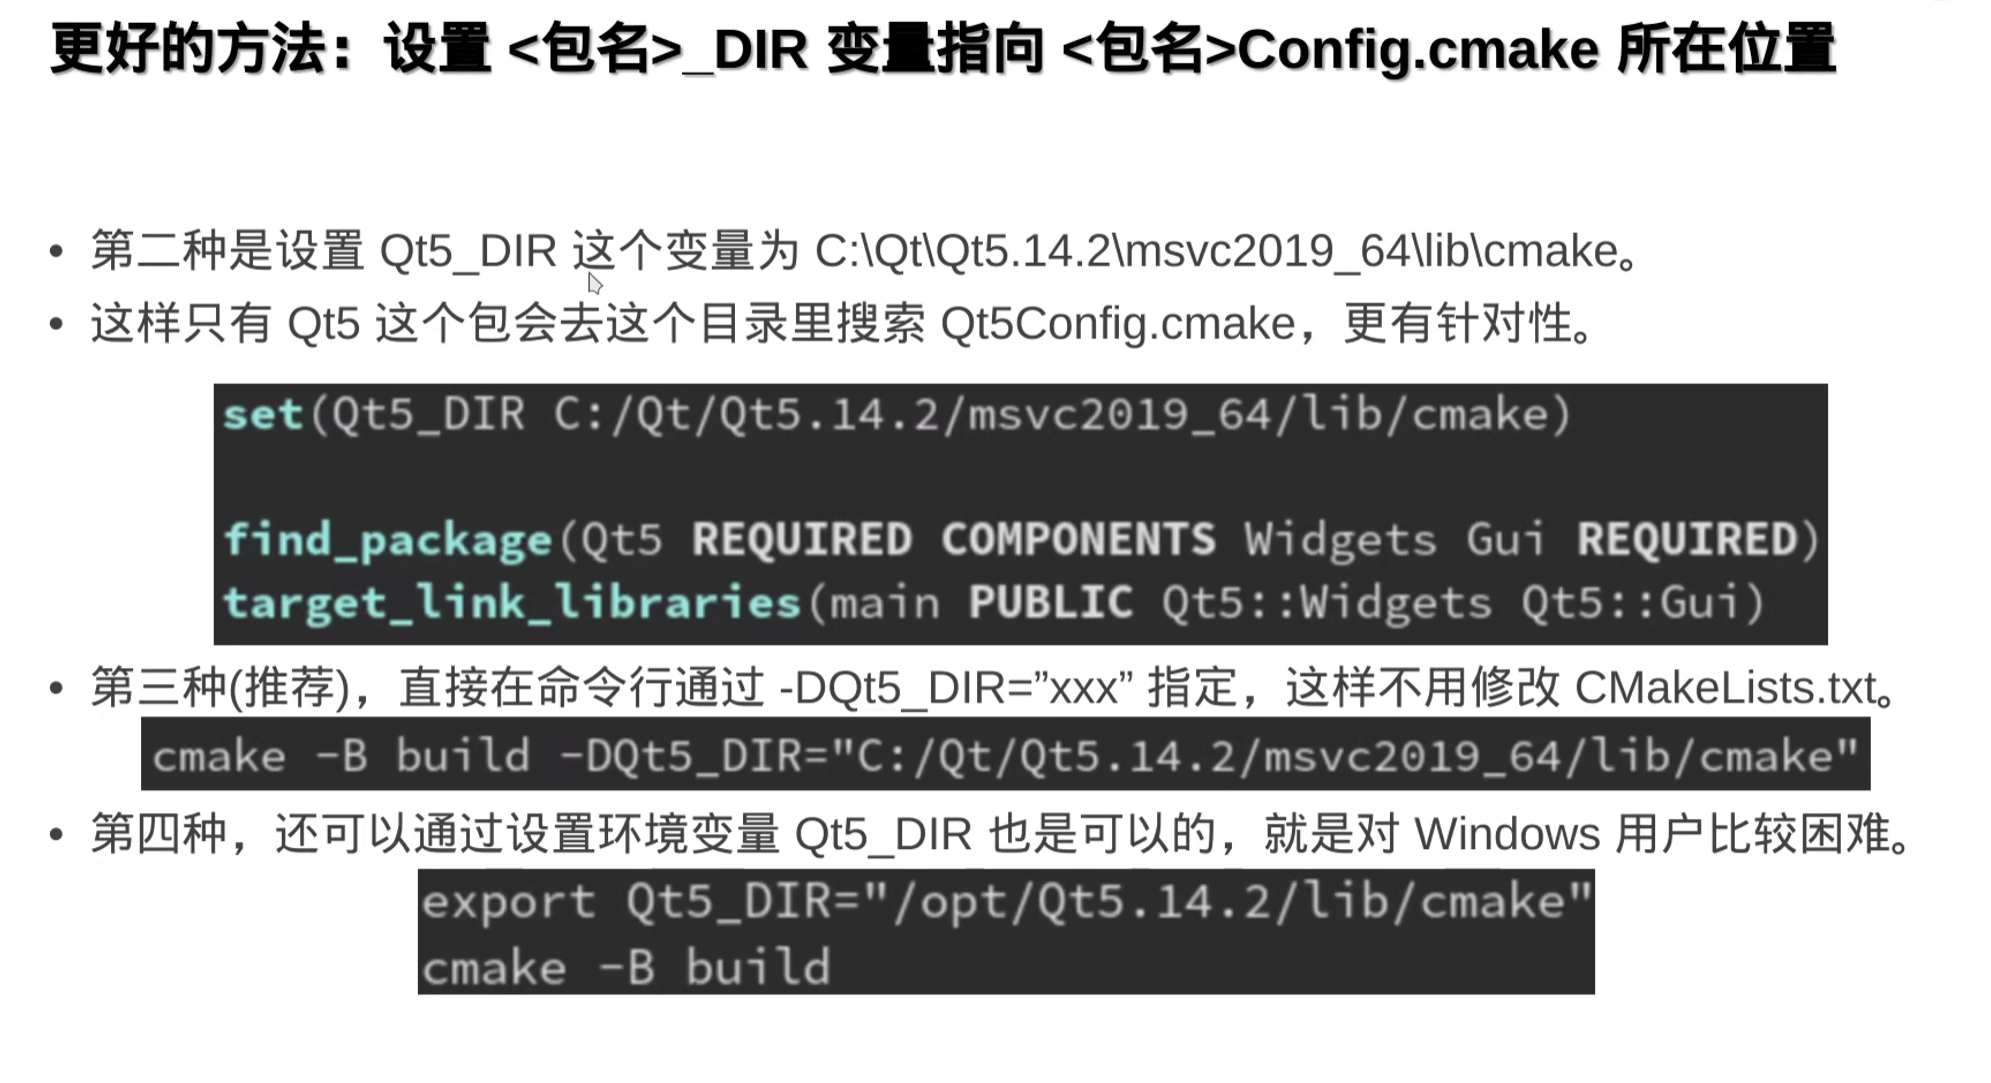 更好的方法：设置 <包名>_DIR 变量指向 <包名>Config.cmake 所在位置
• 第二种是设置 Qt5_DIR 这个变量为 C:\Qt\Qt5.14.2\msvc2019_64\lib\cmake。
• 这样只有 Qt5 这个包会去这个目录里搜索 Qt5Config.cmake，更有针对性。
set(Qt5_DIR C:/Qt/Qt5.14.2/msvc2019_64/lib/cmake)
find_package(Qt5 REQUIRED COMPONENTS Widgets Gui REQUIRED)
target_link_libraries(main PUBLIC Qt5::Widgets Qt5::Gui)
• 第三种(推荐)，直接在命令行通过 -DQt5_DIR=”xxx” 指定，这样不用修改 CMakeLists.txt。
cmake -B build -DQt5_DIR="C:/Qt/Qt5.14.2/msvc2019_64/lib/cmake"
• 第四种，还可以通过设置环境变量 Qt5_DIR 也是可以的，就是对 Windows 用户比较困难。
export Qt5_DIR="/opt/Qt5.14.2/lib/cmake"
cmake -B build